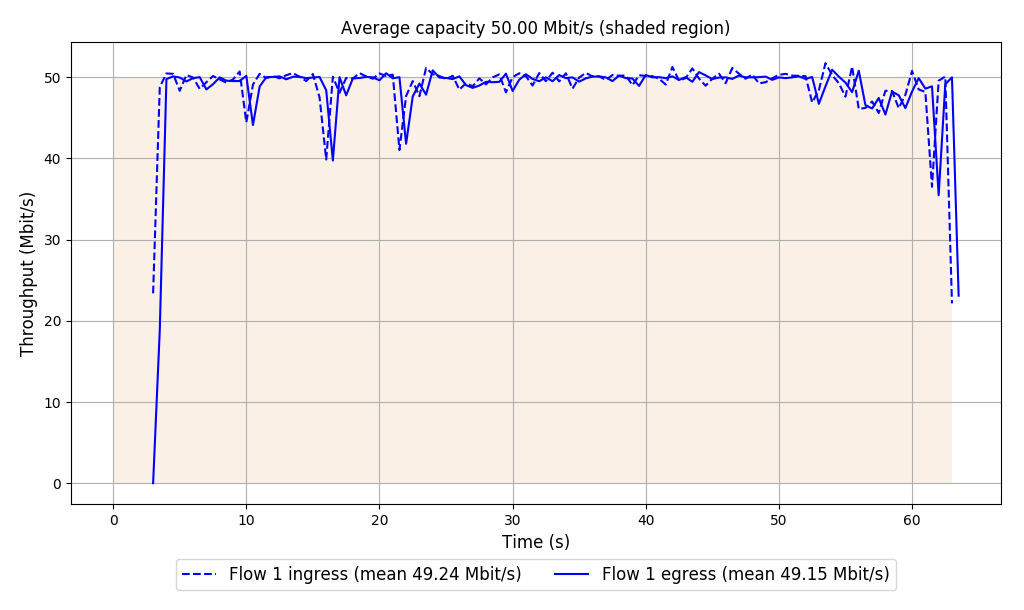 Average capacity 50.00 Mbit/s (shaded region)
Throughput (Mbit/s)
50
40
30
20
10
0
0 10 20 30 40 50 60
Time (s)
Flow 1 ingress (mean 49.24 Mbit/s) Flow 1 egress (mean 49.15 Mbit/s)